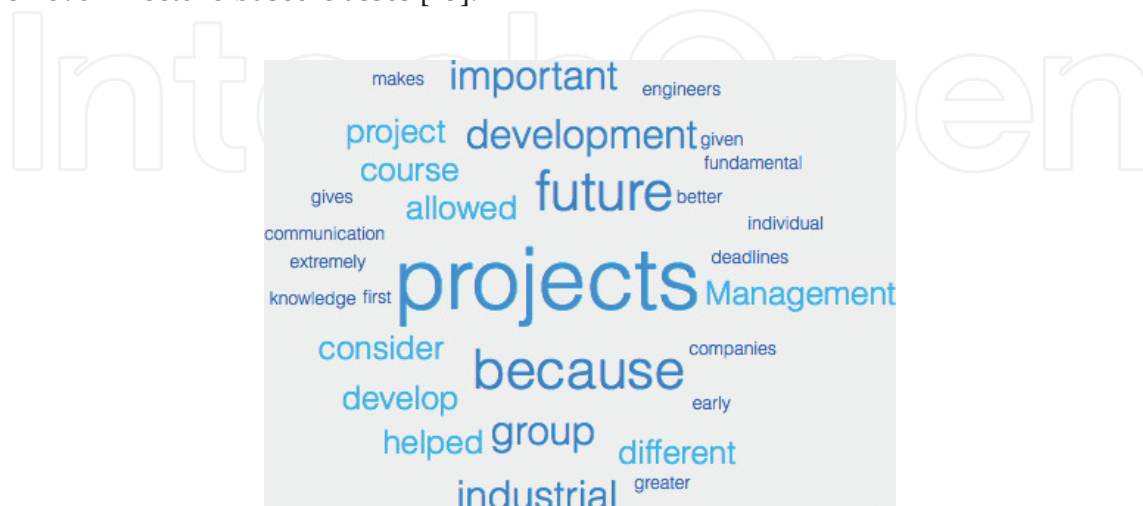 IntechOpen
makes important engineers
project development given
course fundamental
gives allowed future better
communication individual
extremely deadlines
knowledge first projects Management
consider because companies
develop early
helped group different
industrial greater